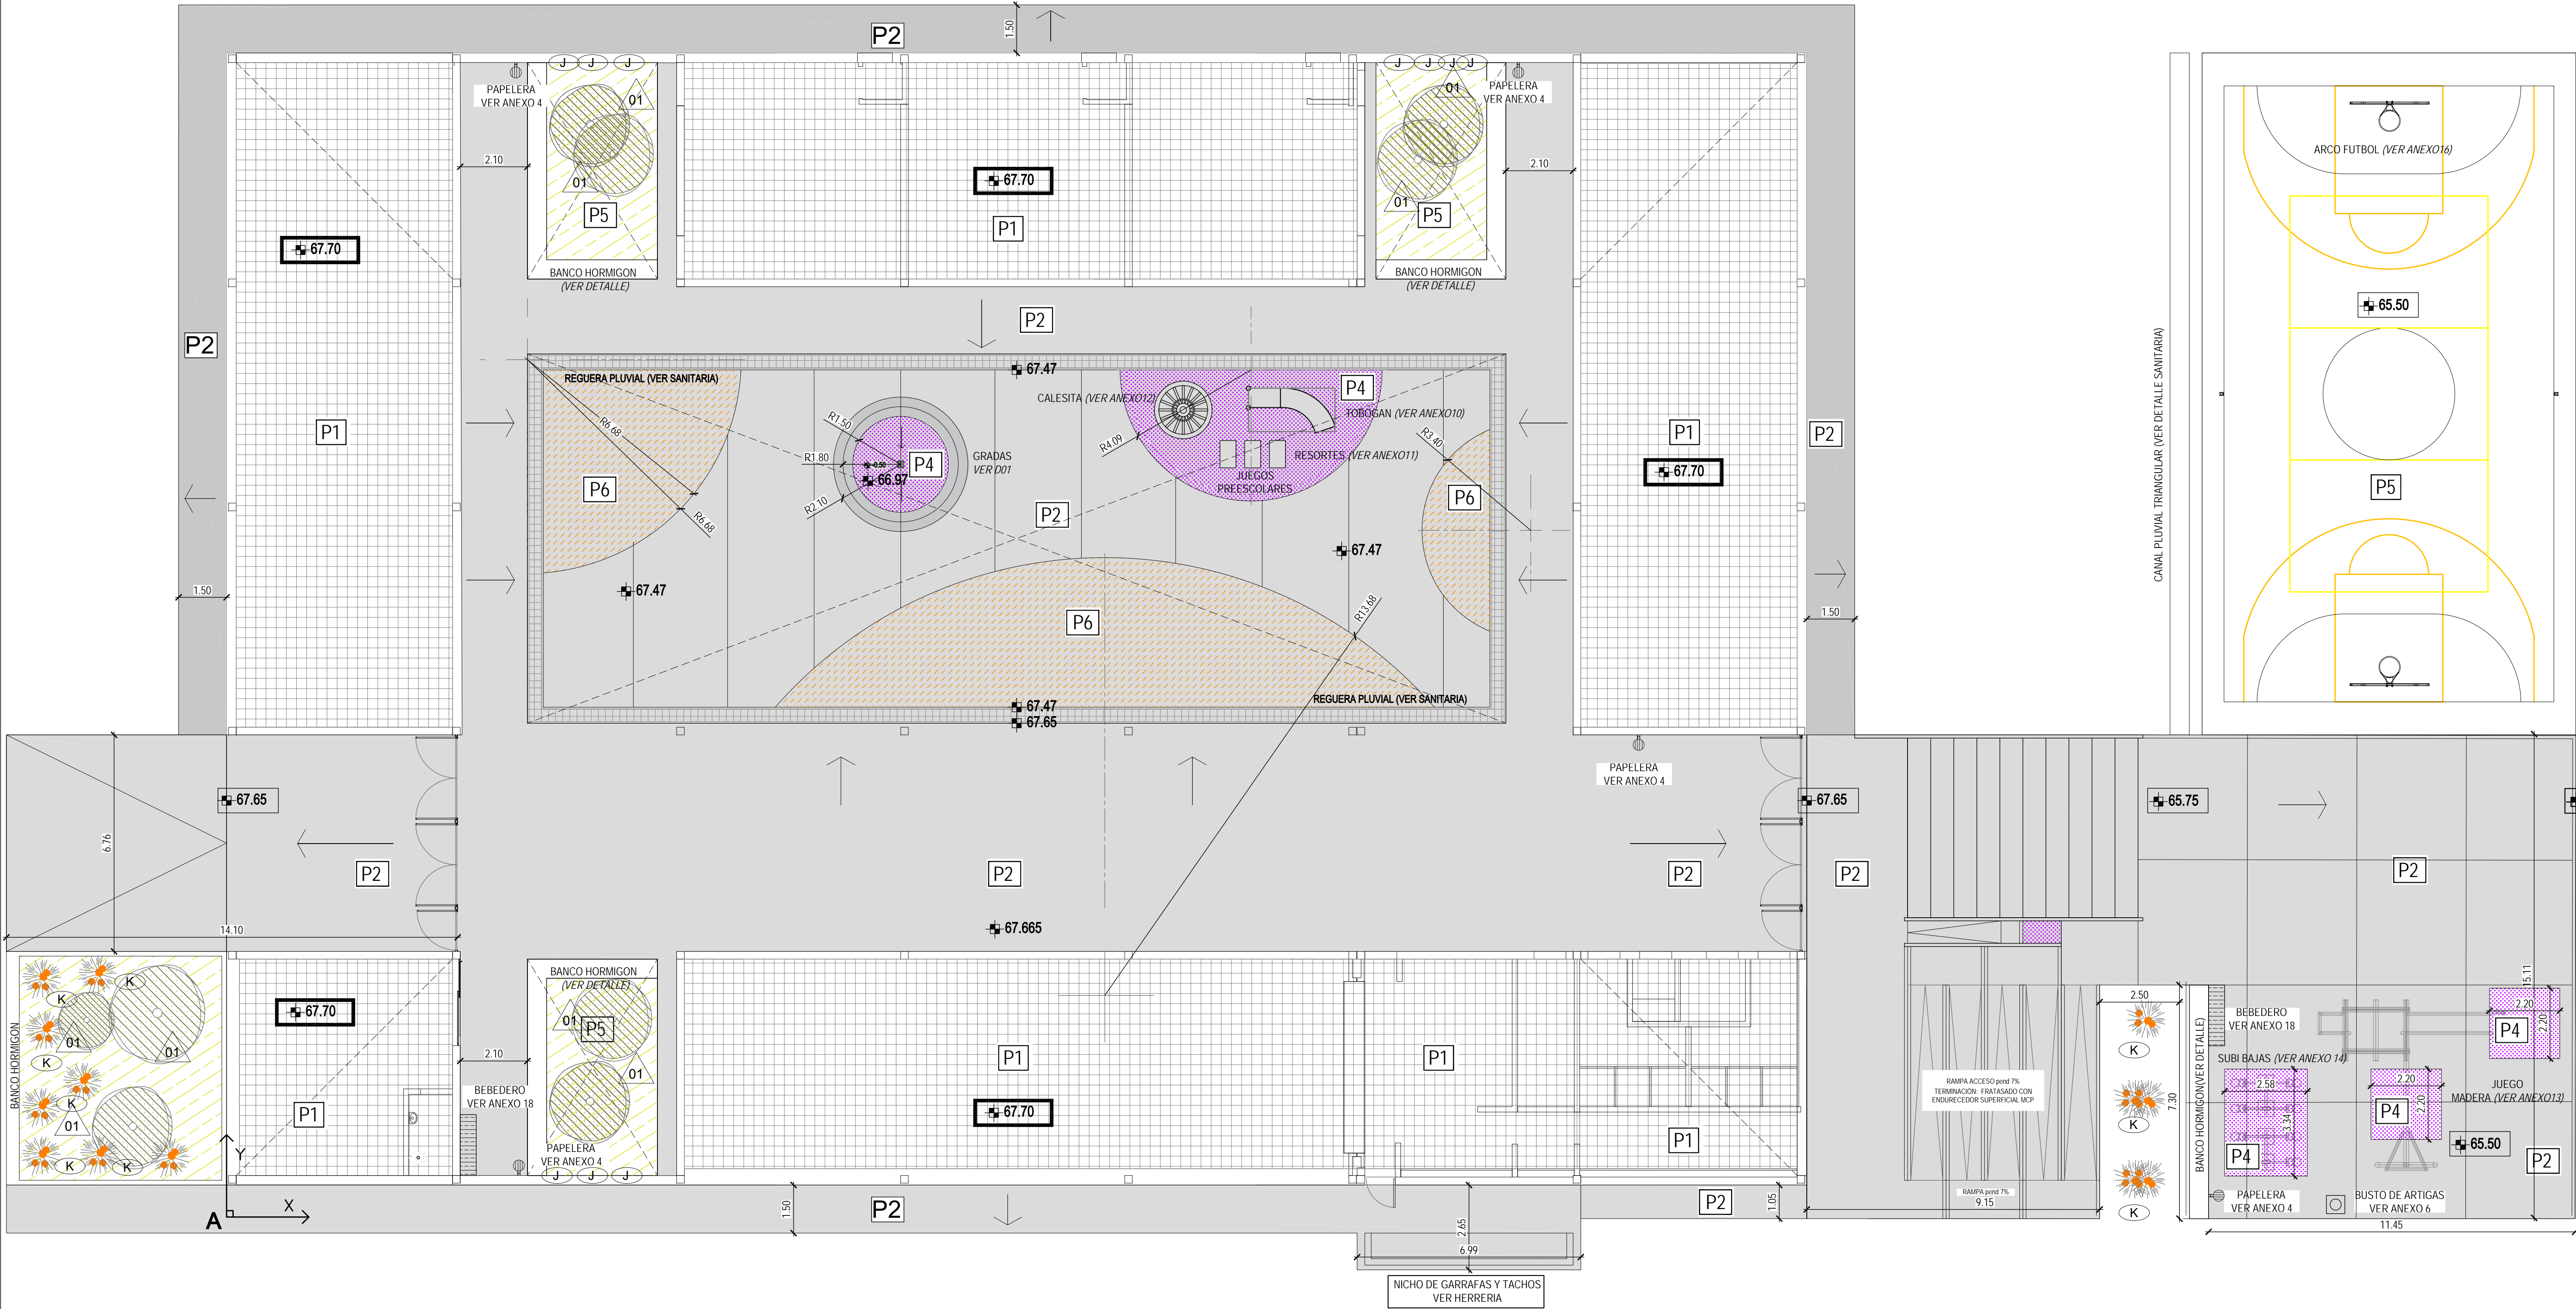 P2
1.50
J
J
J
J
J
J
J
PAPELERA
VER ANEXO 4
01
01
P5
2.10
BANCO HORMIGON
(VER DETALLE)
67.70
P1
01
01
P5
PAPELERA
VER ANEXO 4
2.10
BANCO HORMIGON
(VER DETALLE)
67.70
P2
P1
1.50
P2
67.47
REGUERA PLUVIAL (VER SANITARIA)
R6.68
R6.68
P6
67.47
R1.50
R1.80
R2.10
-0.50
66.97
P4
GRADAS
VER D01
CALESITA (VER ANEXO12)
P4
TOBOGAN (VER ANEXO10)
R4.09
RESORTES (VER ANEXO11)
JUEGOS
PREESCOLARES
R3.40
P6
P2
67.47
P6
R13.68
REGUERA PLUVIAL (VER SANITARIA)
67.47
67.65
P1
67.70
P2
1.50
CANAL PLUVIAL TRIANGULAR (VER DETALLE SANITARIA)
ARCO FUTBOL (VER ANEXO16)
65.50
P5
67.65
6.76
P2
14.10
P2
67.665
PAPELERA
VER ANEXO 4
P2
67.65
P2
65.75
P2
BANCO HORMIGON
K
K
K
K
K
K
K
01
01
01
67.70
P1
Y
X
A
2.10
BEBEDERO
VER ANEXO 18
BANCO HORMIGON
(VER DETALLE)
01
P5
01
PAPELERA
VER ANEXO 4
J
J
J
P1
67.70
P1
P1
1.50
P2
2.65
6.99
NICHO DE GARRAFAS Y TACHOS
VER HERRERIA
P2
1.05
RAMPA ACCESO pend 7%
TERMINACIÓN: FRATASADO CON
ENDURECEDOR SUPERFICIAL MCP
RAMPA pend 7%
9.15
2.50
K
K
K
7.30
BANCO HORMIGON(VER DETALLE)
BEBEDERO
VER ANEXO 18
SUBI BAJAS (VER ANEXO 14)
2.58
3.34
P4
2.20
2.20
P4
2.20
2.20
P4
15.11
JUEGO
MADERA (VER ANEXO13)
65.50
P2
PAPELERA
VER ANEXO 4
BUSTO DE ARTIGAS
VER ANEXO 6
11.45